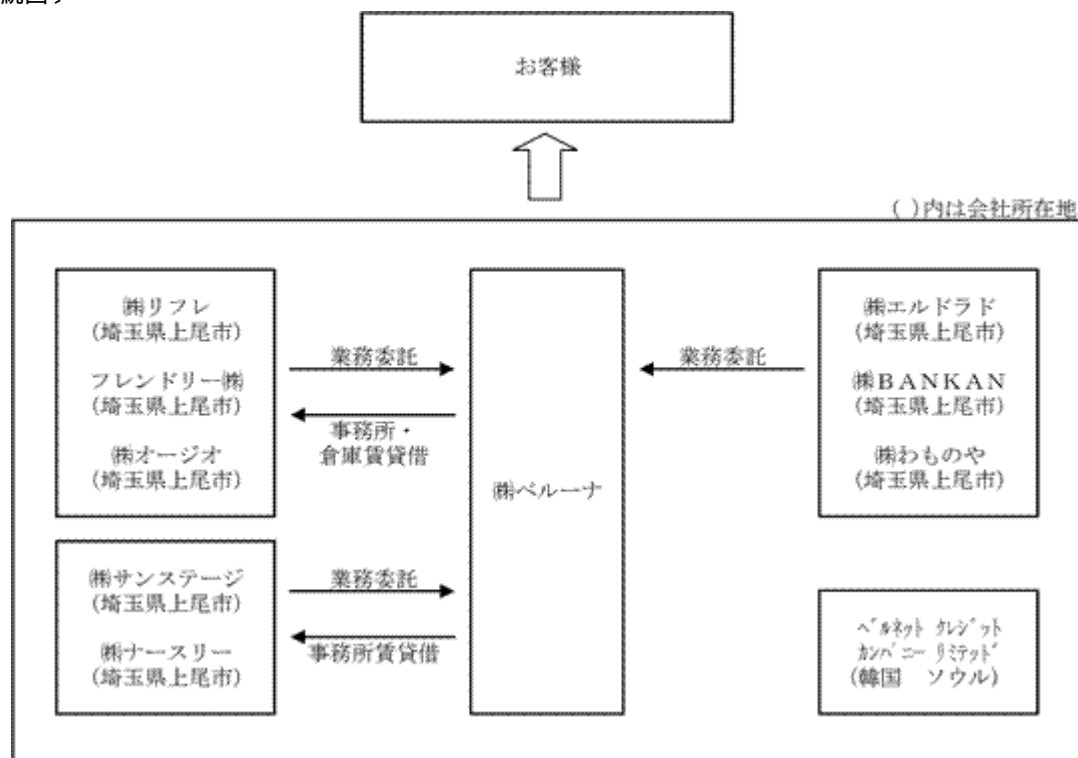 系統図】
お客様
( )内は会社所在地
㈱リフレ
(埼玉県上尾市)
フレンドリー㈱
(埼玉県上尾市)
㈱オージオ
(埼玉県上尾市)
業務委託
事務所・
倉庫賃貸借
㈱サンステージ
(埼玉県上尾市)
㈱ナースリー
(埼玉県上尾市)
業務委託
事務所賃貸借
㈱ベルーナ
業務委託
㈱エルドラド
(埼玉県上尾市)
㈱BANKAN
(埼玉県上尾市)
㈱わものや
(埼玉県上尾市)
ベルネット クレジット
カンパニー リミテッド
(韓国 ソウル)